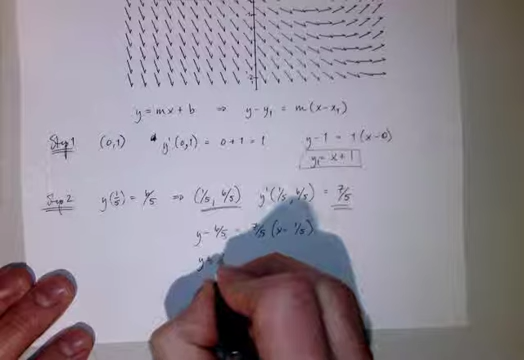 y = mx + b ⇒ y - y₁ = m(x - x₁)
Step 1 (0,1) y'(0,1) = 0 + 1 = 1 y - 1 = 1(x - 0)
y₁ = x + 1
Step 2 y(1/5) = 6/5 ⇒ (1/5, 6/5) y'(1/5, 6/5) = 7/5
y - 6/5 = 7/5 (x - 1/5)
y